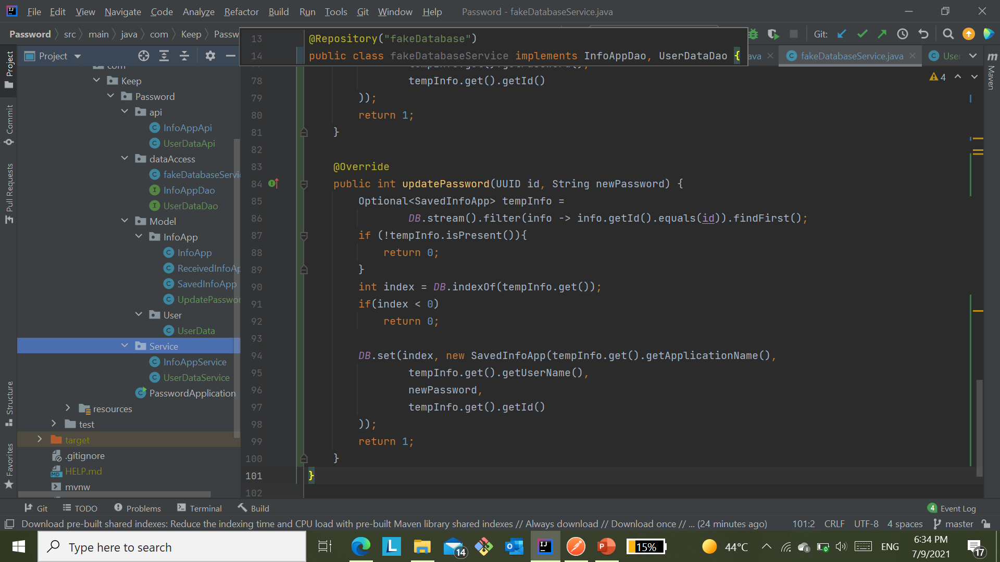 File Edit View Navigate Code Analyze Refactor Build Run Tools Git Window Help Password - fakeDatabaseService.java
Password src main java com Keep Passw
Git:
13 @Repository("fakeDatabase")
14 public class fakeDatabaseService implements InfoAppDao, UserDataDao {
ava fakeDatabaseService.java User
Project
Keep
Password
api
InfoAppApi
UserDataApi
dataAccess
fakeDatabaseServic
InfoAppDao
UserDataDao
Model
InfoApp
InfoApp
ReceivedInfoAp
SavedInfoApp
UpdatePasswor
User
UserData
Service
InfoAppService
UserDataService
PasswordApplication
resources
test
target
.gitignore
HELP.md
mvnw
Project
Commit
Pull Requests
Structure
Favorites
78 tempInfo.get().getId()
79 ));
80 return 1;
81 }
82
83 @Override
84 public int updatePassword(UUID id, String newPassword) {
85 Optional<SavedInfoApp> tempInfo =
86 DB.stream().filter(info -> info.getId().equals(id)).findFirst();
87 if (!tempInfo.isPresent()){
88 return 0;
89 }
90 int index = DB.indexOf(tempInfo.get());
91 if(index < 0)
92 return 0;
93
94 DB.set(index, new SavedInfoApp(tempInfo.get().getApplicationName(),
95 tempInfo.get().getUserName(),
96 newPassword,
97 tempInfo.get().getId()
98 ));
99 return 1;
100 }
101 }
102
4
m
Maven
Git TODO Problems Terminal Build
4 Event Log
Download pre-built shared indexes: Reduce the indexing time and CPU load with pre-built Maven library shared indexes // Always download // Download once // ... (24 minutes ago) 101:2 CRLF UTF-8 4 spaces master
Type here to search
14
15%
44°C
ENG
6:34 PM
7/9/2021
17